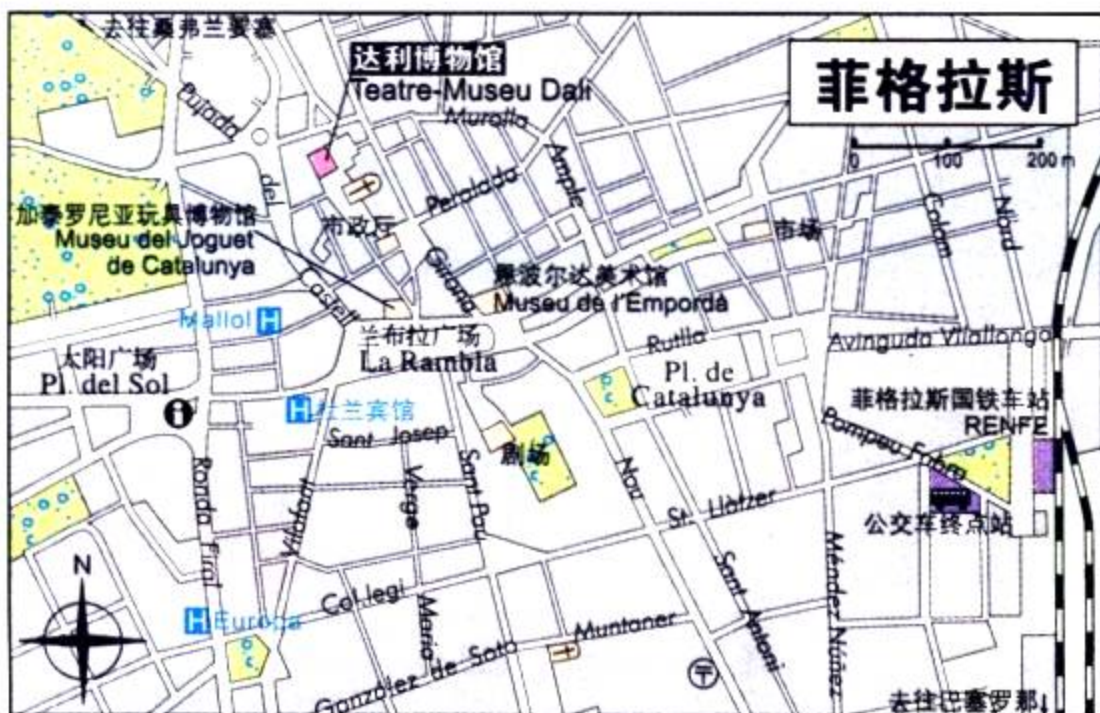 去往桑弗兰罗塞
达利博物馆
Teatre-Museu Dalí
菲格拉斯
0 100 200 m
Pujada
del
Castell
Muralla
Ample
Peralada
市政厅
Girona
加泰罗尼亚玩具博物馆
Museu del Joguet
de Catalunya
市场
Colom
Nord
恩波尔达美术馆
Museu de l'Empordà
Mallol H
兰布拉广场
La Rambla
太阳广场
Pl. del Sol
Rutlla
Avinguda Vilallonga
Pl. de
Catalunya
菲格拉斯国铁车站
RENFE
Pompeu Fabra
i
H 杜兰宾馆
Sant Josep
Verge
Maria
Sant Pau
剧场
Nou
St. Llàtzer
公交车终点站
Ronda Firal
Vilafant
N
H Europa
Col·legi
González de Soto
Muntaner
Sant Antoni
Méndez Núñez
〒
去往巴塞罗那